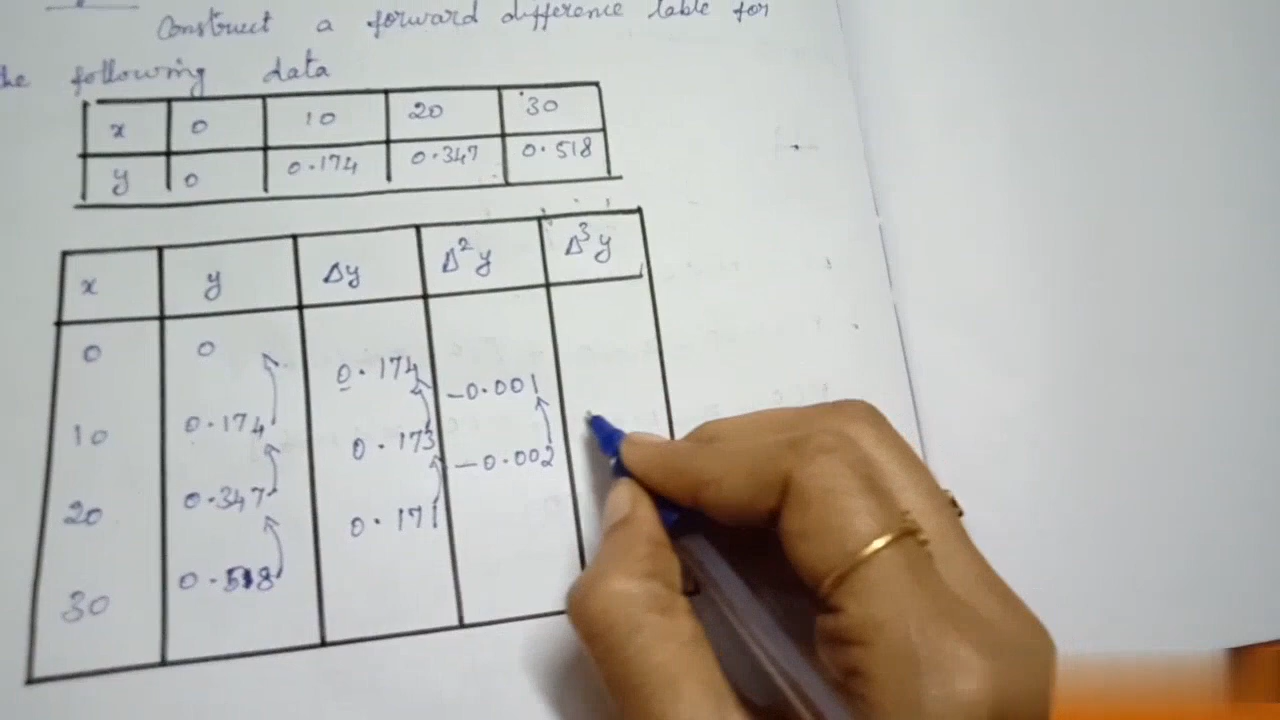 Construct a forward difference table for
the following data
x 0 10 20 30
y 0 0.174 0.347 0.518
x y Δy Δ²y Δ³y
0 0
0.174
-0.001
10 0.174
0.173
-0.002
20 0.347
0.171
30 0.518